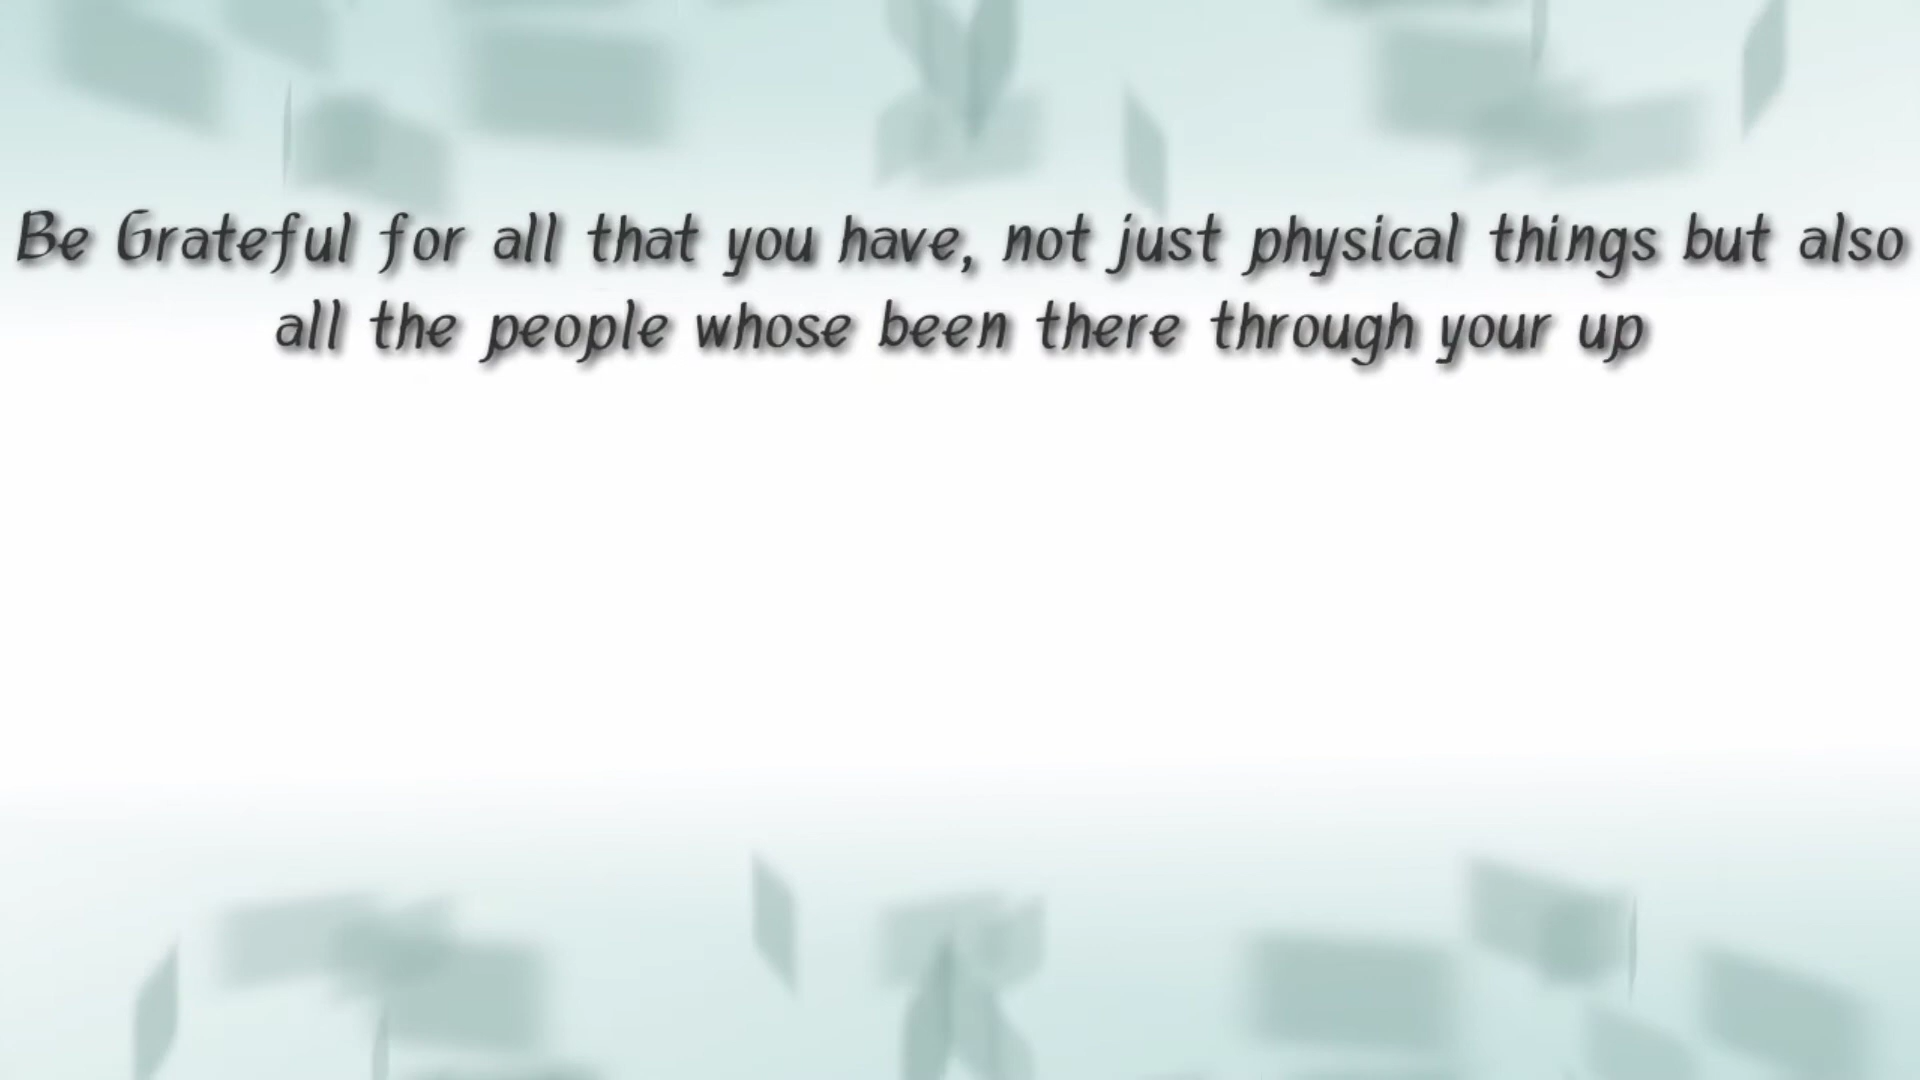 Be Grateful for all that you have, not just physical things but also
all the people whose been there through your up